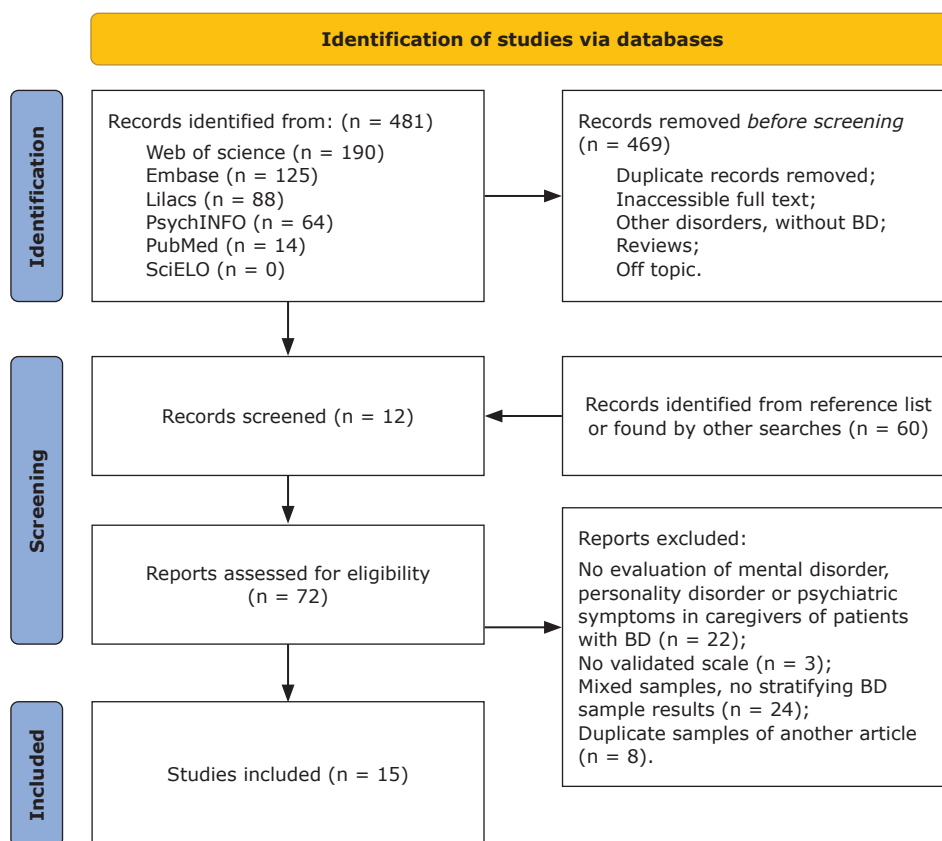 Identification of studies via databases
Identification
Records identified from: (n = 481)
Web of science (n = 190)
Embase (n = 125)
Lilacs (n = 88)
PsychINFO (n = 64)
PubMed (n = 14)
SciELO (n = 0)
Records removed before screening
(n = 469)
Duplicate records removed;
Inaccessible full text;
Other disorders, without BD;
Reviews;
Off topic.
Screening
Records screened (n = 12)
Records identified from reference list
or found by other searches (n = 60)
Reports assessed for eligibility
(n = 72)
Reports excluded:
No evaluation of mental disorder,
personality disorder or psychiatric
symptoms in caregivers of patients
with BD (n = 22);
No validated scale (n = 3);
Mixed samples, no stratifying BD
sample results (n = 24);
Duplicate samples of another article
(n = 8).
Included
Studies included (n = 15)